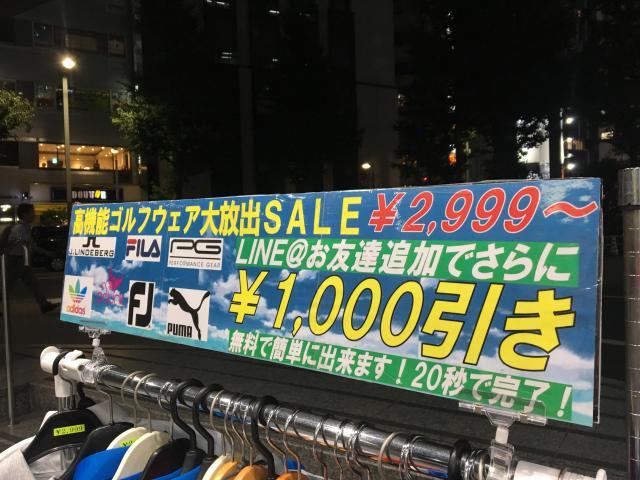 DOUTOR
高機能ゴルフウェア大放出SALE ¥2,999〜
J.LINDEBERG
FILA
PG
PERFORMANCE GEAR
LINE@お友達追加でさらに
¥1,000引き
adidas
FJ
PUMA
無料で簡単に出来ます!20秒で完了!
¥2,999